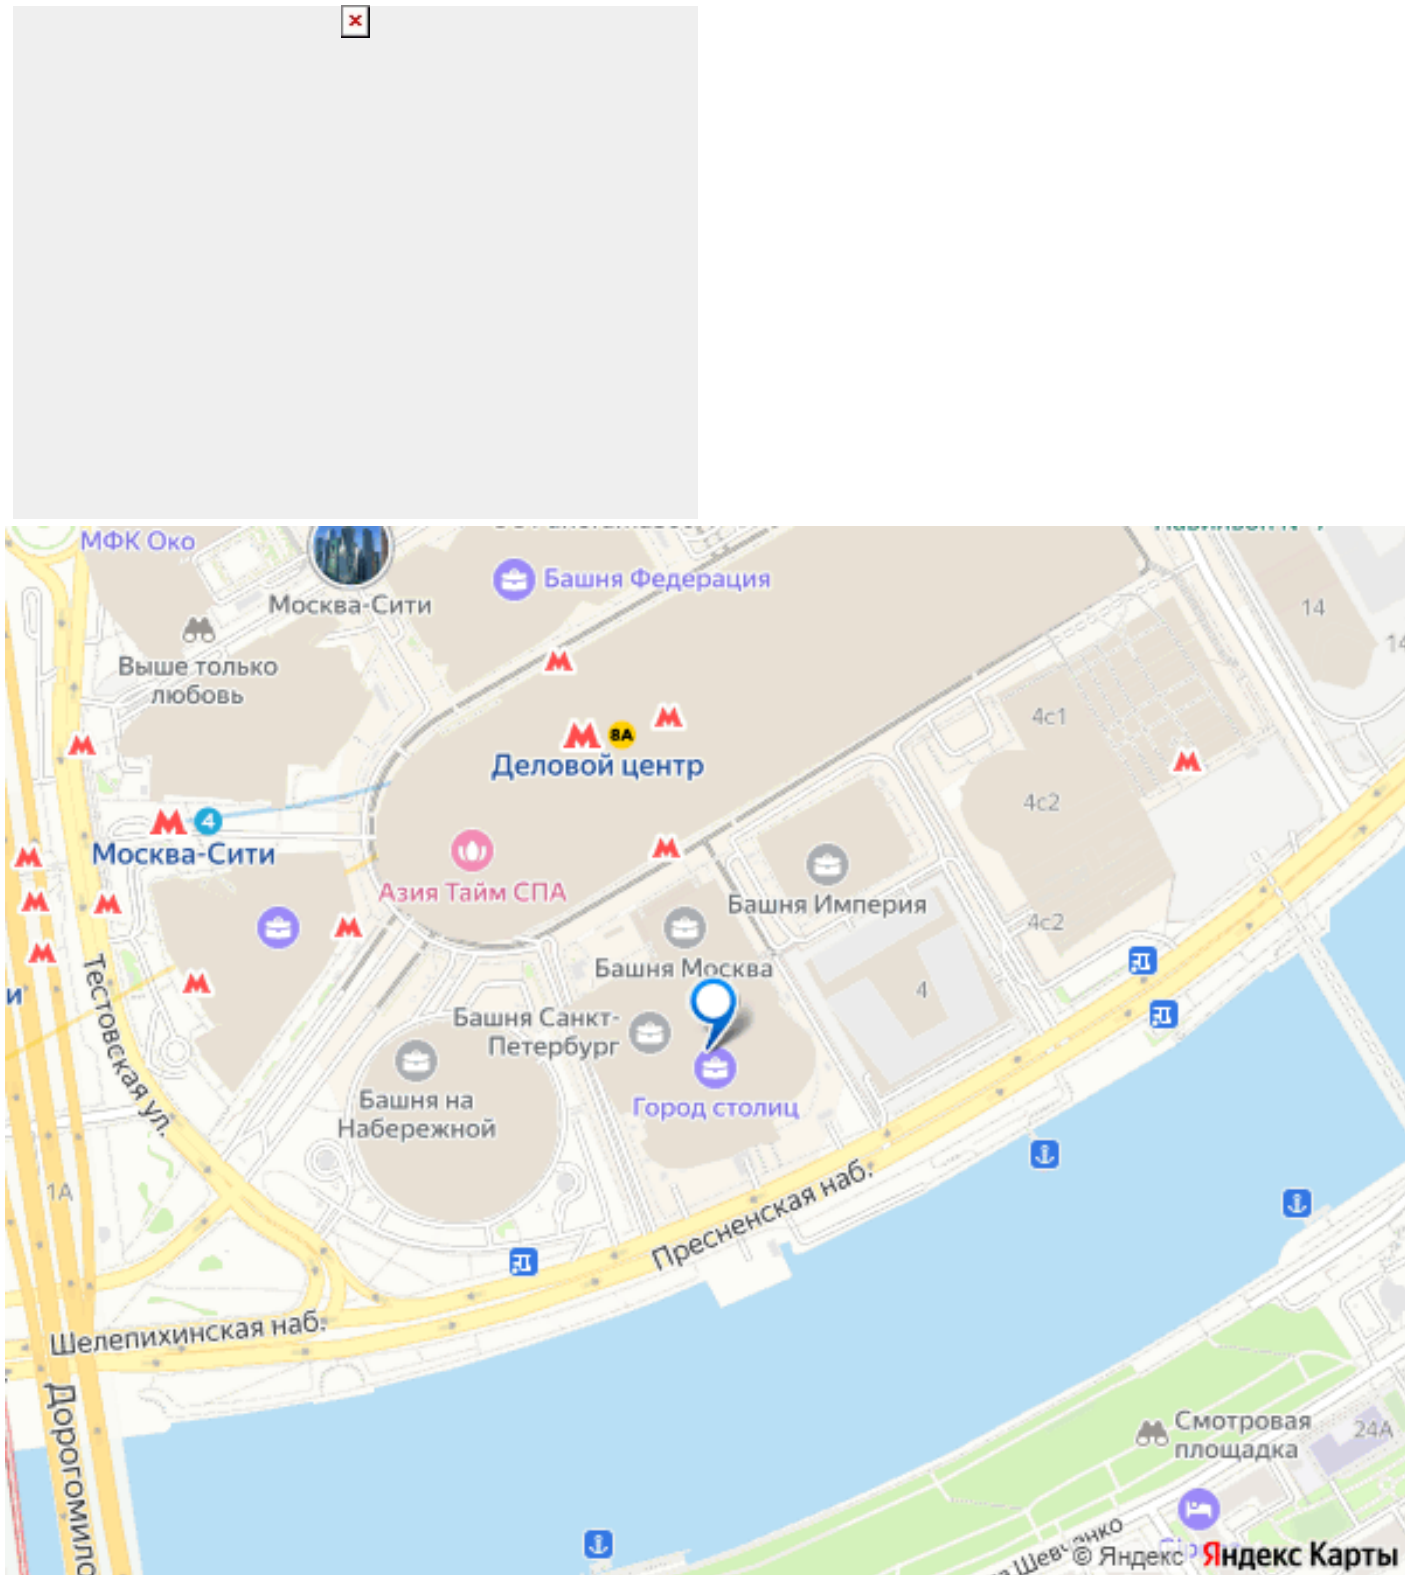 МФК Око
Башня Федерация
Москва-Сити
14
14
Выше только
любовь
4с1
8А
Деловой центр
4с2
4
Москва-Сити
Азия Тайм СПА
Башня Империя
4с2
Башня Москва
4
и
Тестовская ул.
Башня Санкт-
Петербург
Башня на
Набережной
Город столиц
1А
Пресненская наб.
Шелепихинская наб.
Дорогомило
Смотровая
площадка
24А
Шевченко
© Яндекс Яндекс Карты